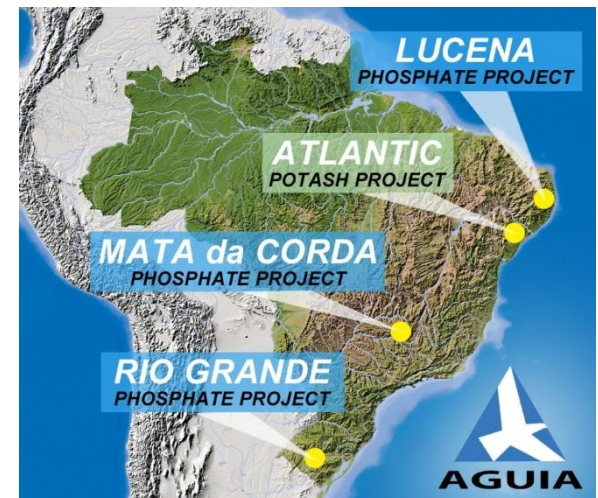 LUCENA
PHOSPHATE PROJECT
ATLANTIC
POTASH PROJECT
MATA da CORDA
PHOSPHATE PROJECT
RIO GRANDE
PHOSPHATE PROJECT
AGUIA